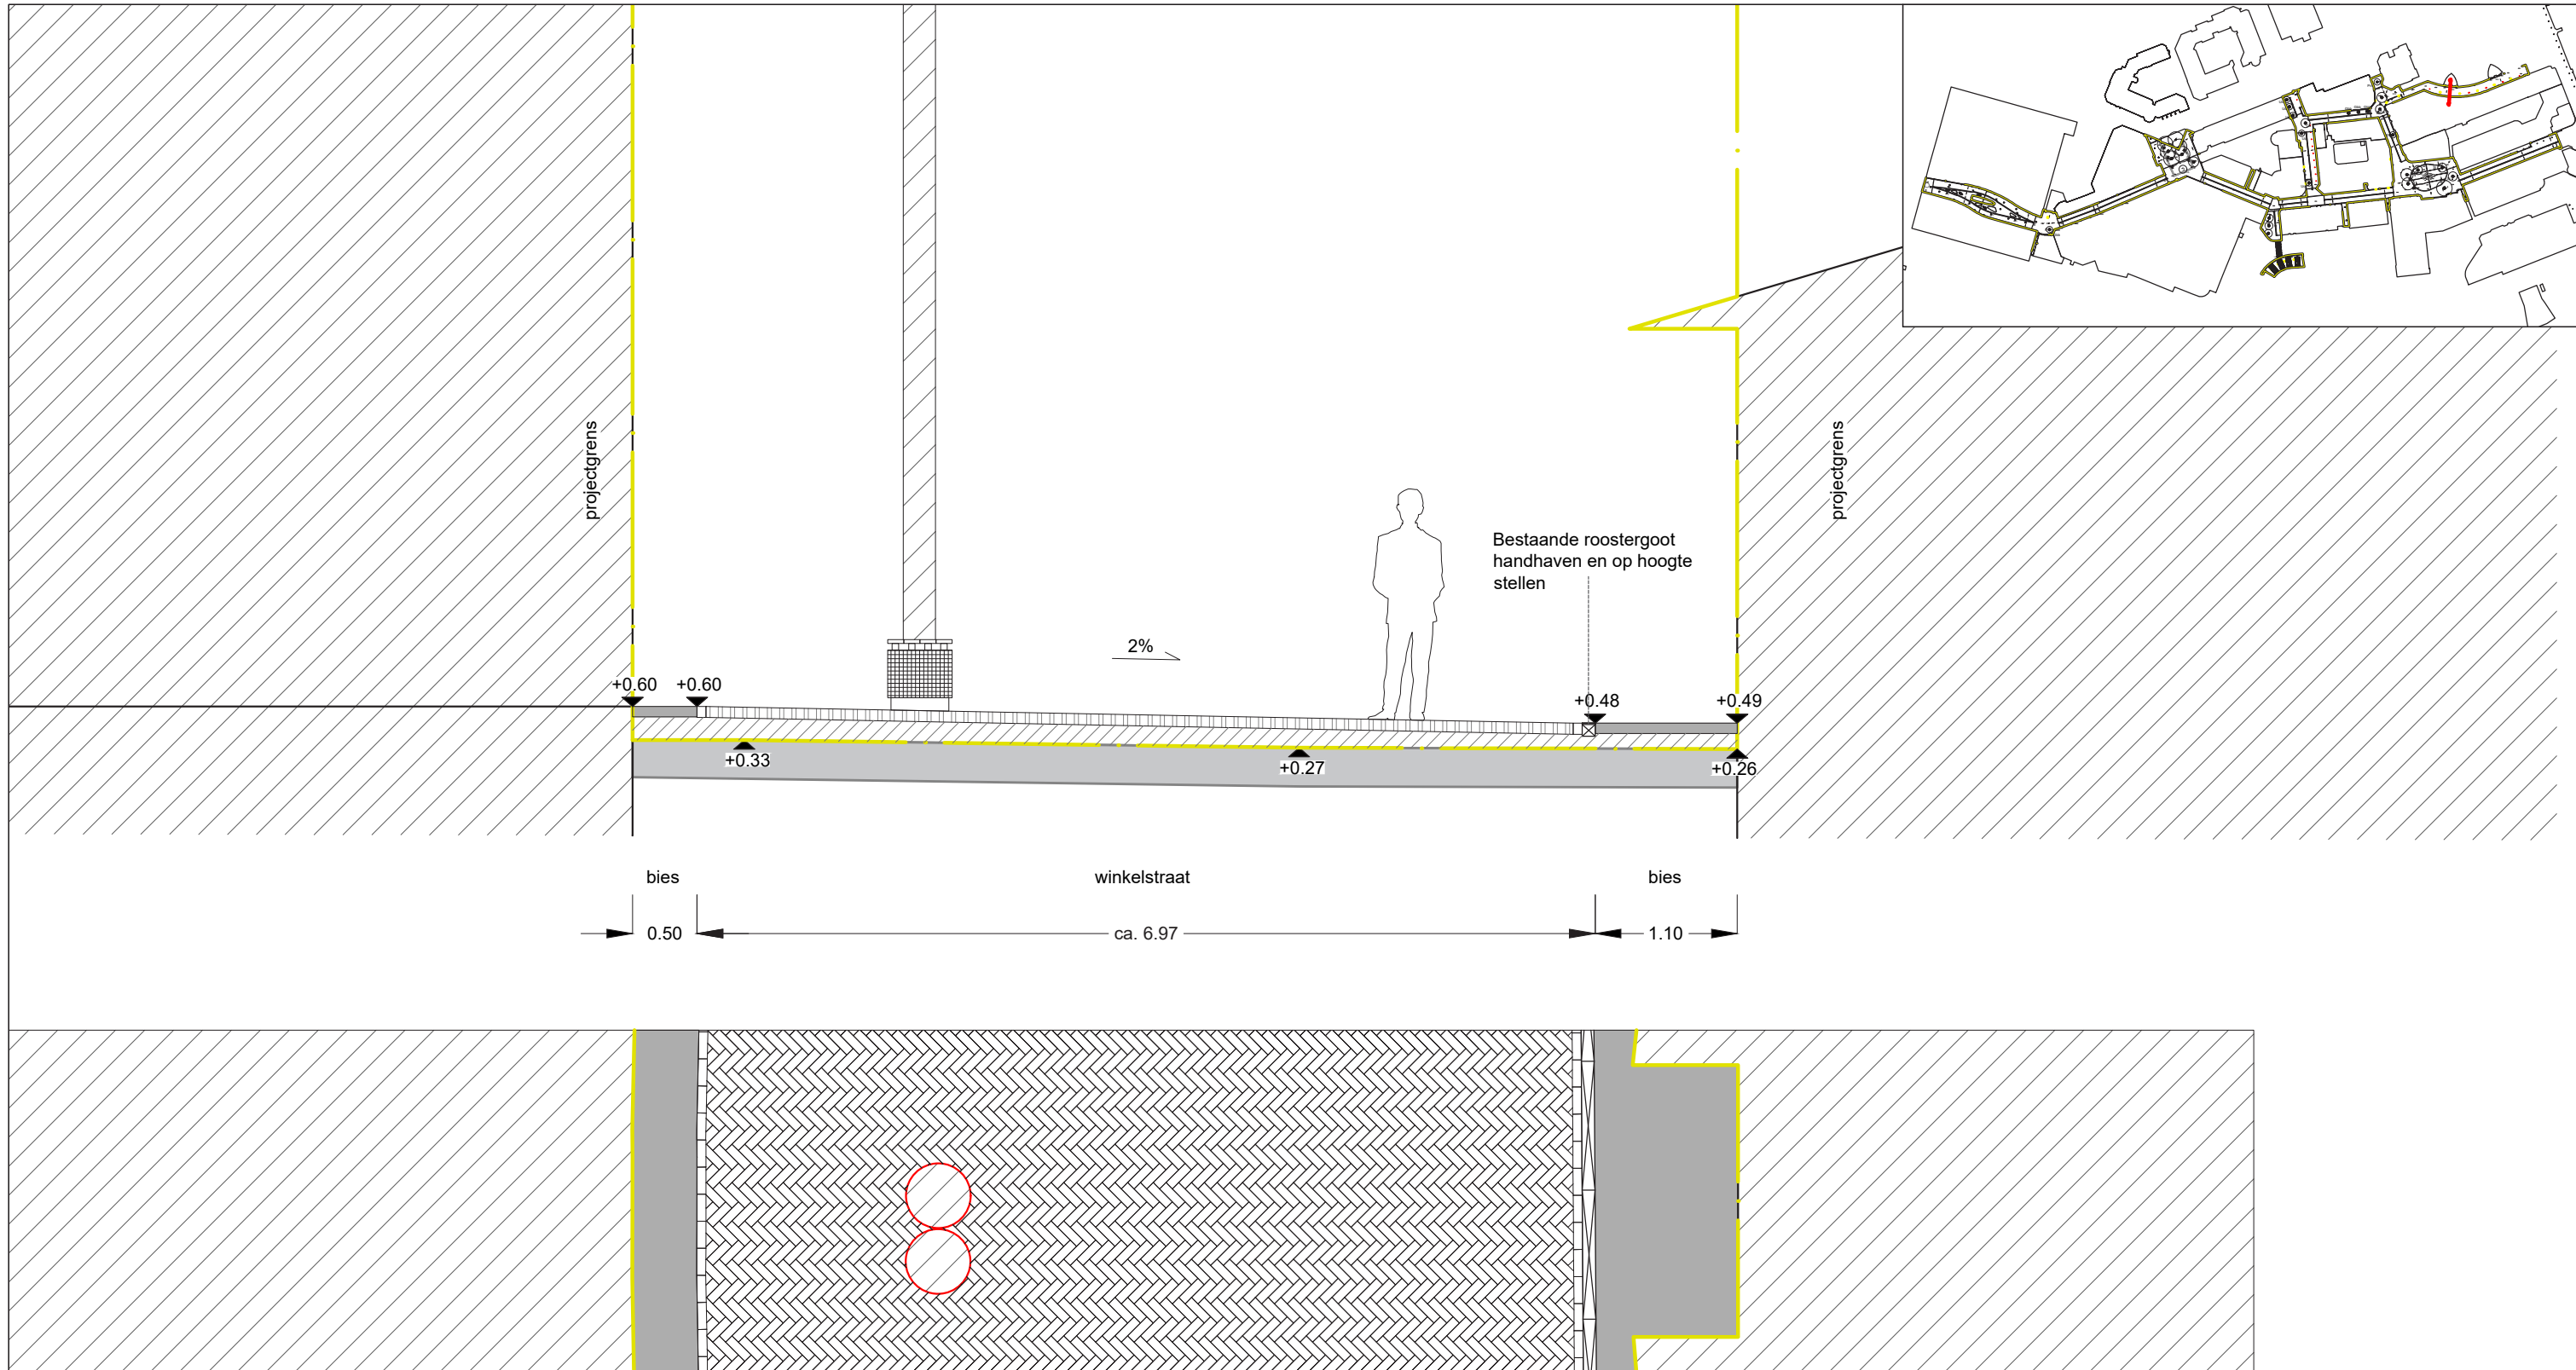 projectgrens
projectgrens
Bestaande roostergoot
handhaven en op hoogte
stellen
2%
+0.60 +0.60
+0.48 +0.49
+0.33
+0.27
+0.26
bies winkelstraat bies
0.50 ca. 6.97 1.10